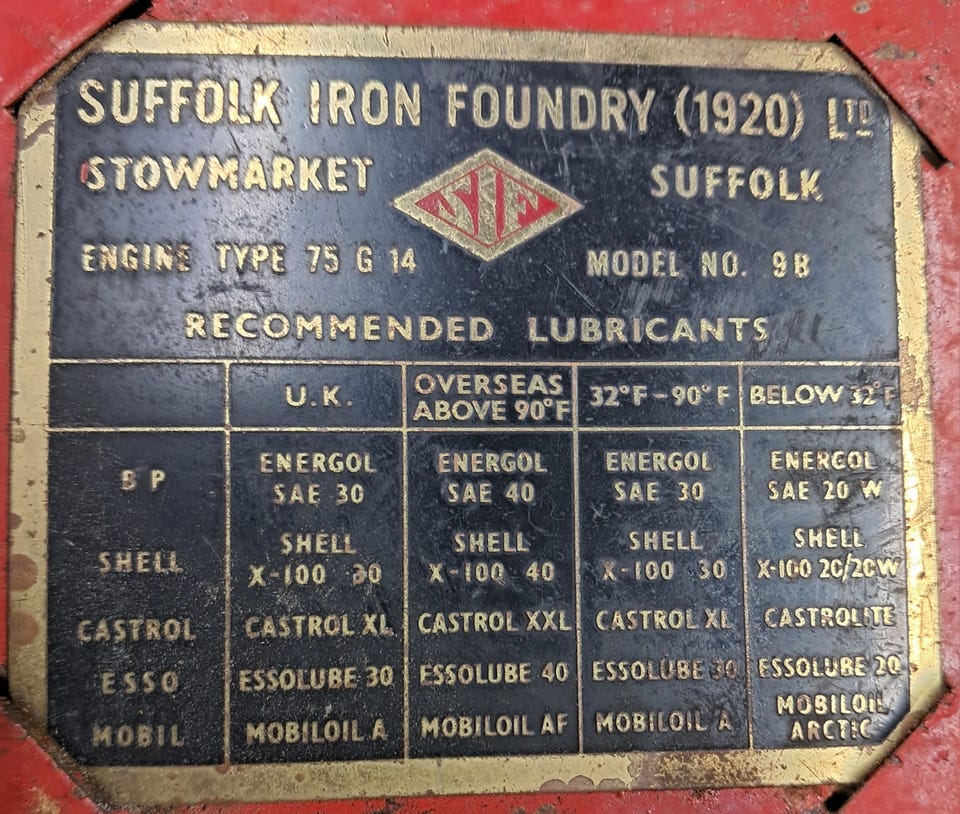 SUFFOLK IRON FOUNDRY (1920) LTD
STOWMARKET SIF SUFFOLK
ENGINE TYPE 75 G 14 MODEL NO. 9B
RECOMMENDED LUBRICANTS
U.K. OVERSEAS ABOVE 90°F 32°F-90°F BELOW 32°F
BP ENERGOL SAE 30 ENERGOL SAE 40 ENERGOL SAE 30 ENERGOL SAE 20 W
SHELL SHELL X-100 30 SHELL X-100 40 SHELL X-100 30 SHELL X-100 20/20W
CASTROL CASTROL XL CASTROL XXL CASTROL XL CASTROLITE
ESSO ESSOLUBE 30 ESSOLUBE 40 ESSOLUBE 30 ESSOLUBE 20
MOBIL MOBILOIL A MOBILOIL AF MOBILOIL A MOBILOIL ARCTIC